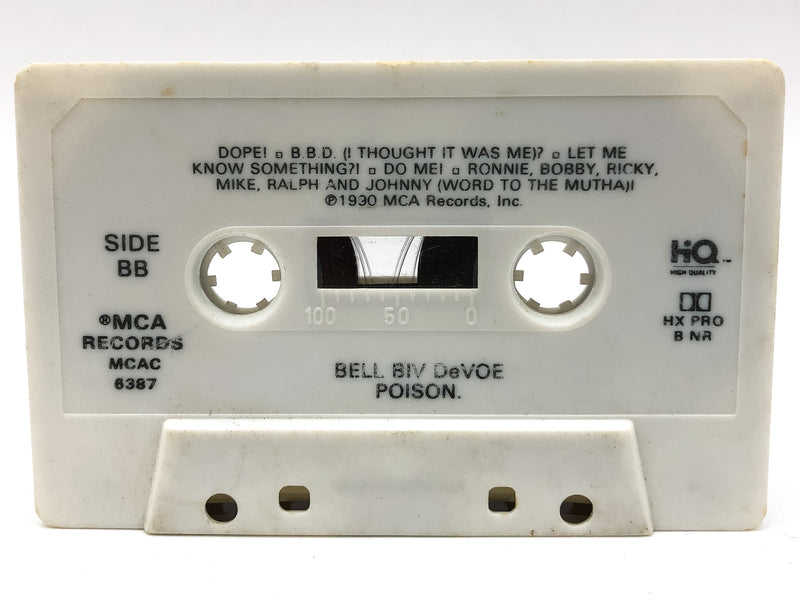 DOPE! ▫ B.B.D. (I THOUGHT IT WAS ME)? ▫ LET ME
KNOW SOMETHING?! ▫ DO ME! ▫ RONNIE, BOBBY, RICKY,
MIKE, RALPH AND JOHNNY (WORD TO THE MUTHA)!
℗1990 MCA Records, Inc.
SIDE
BB
HQ™
HIGH QUALITY
100 50 0
®MCA
RECORDS
MCAC
6387
HX PRO
B NR
BELL BIV DeVOE
POISON.